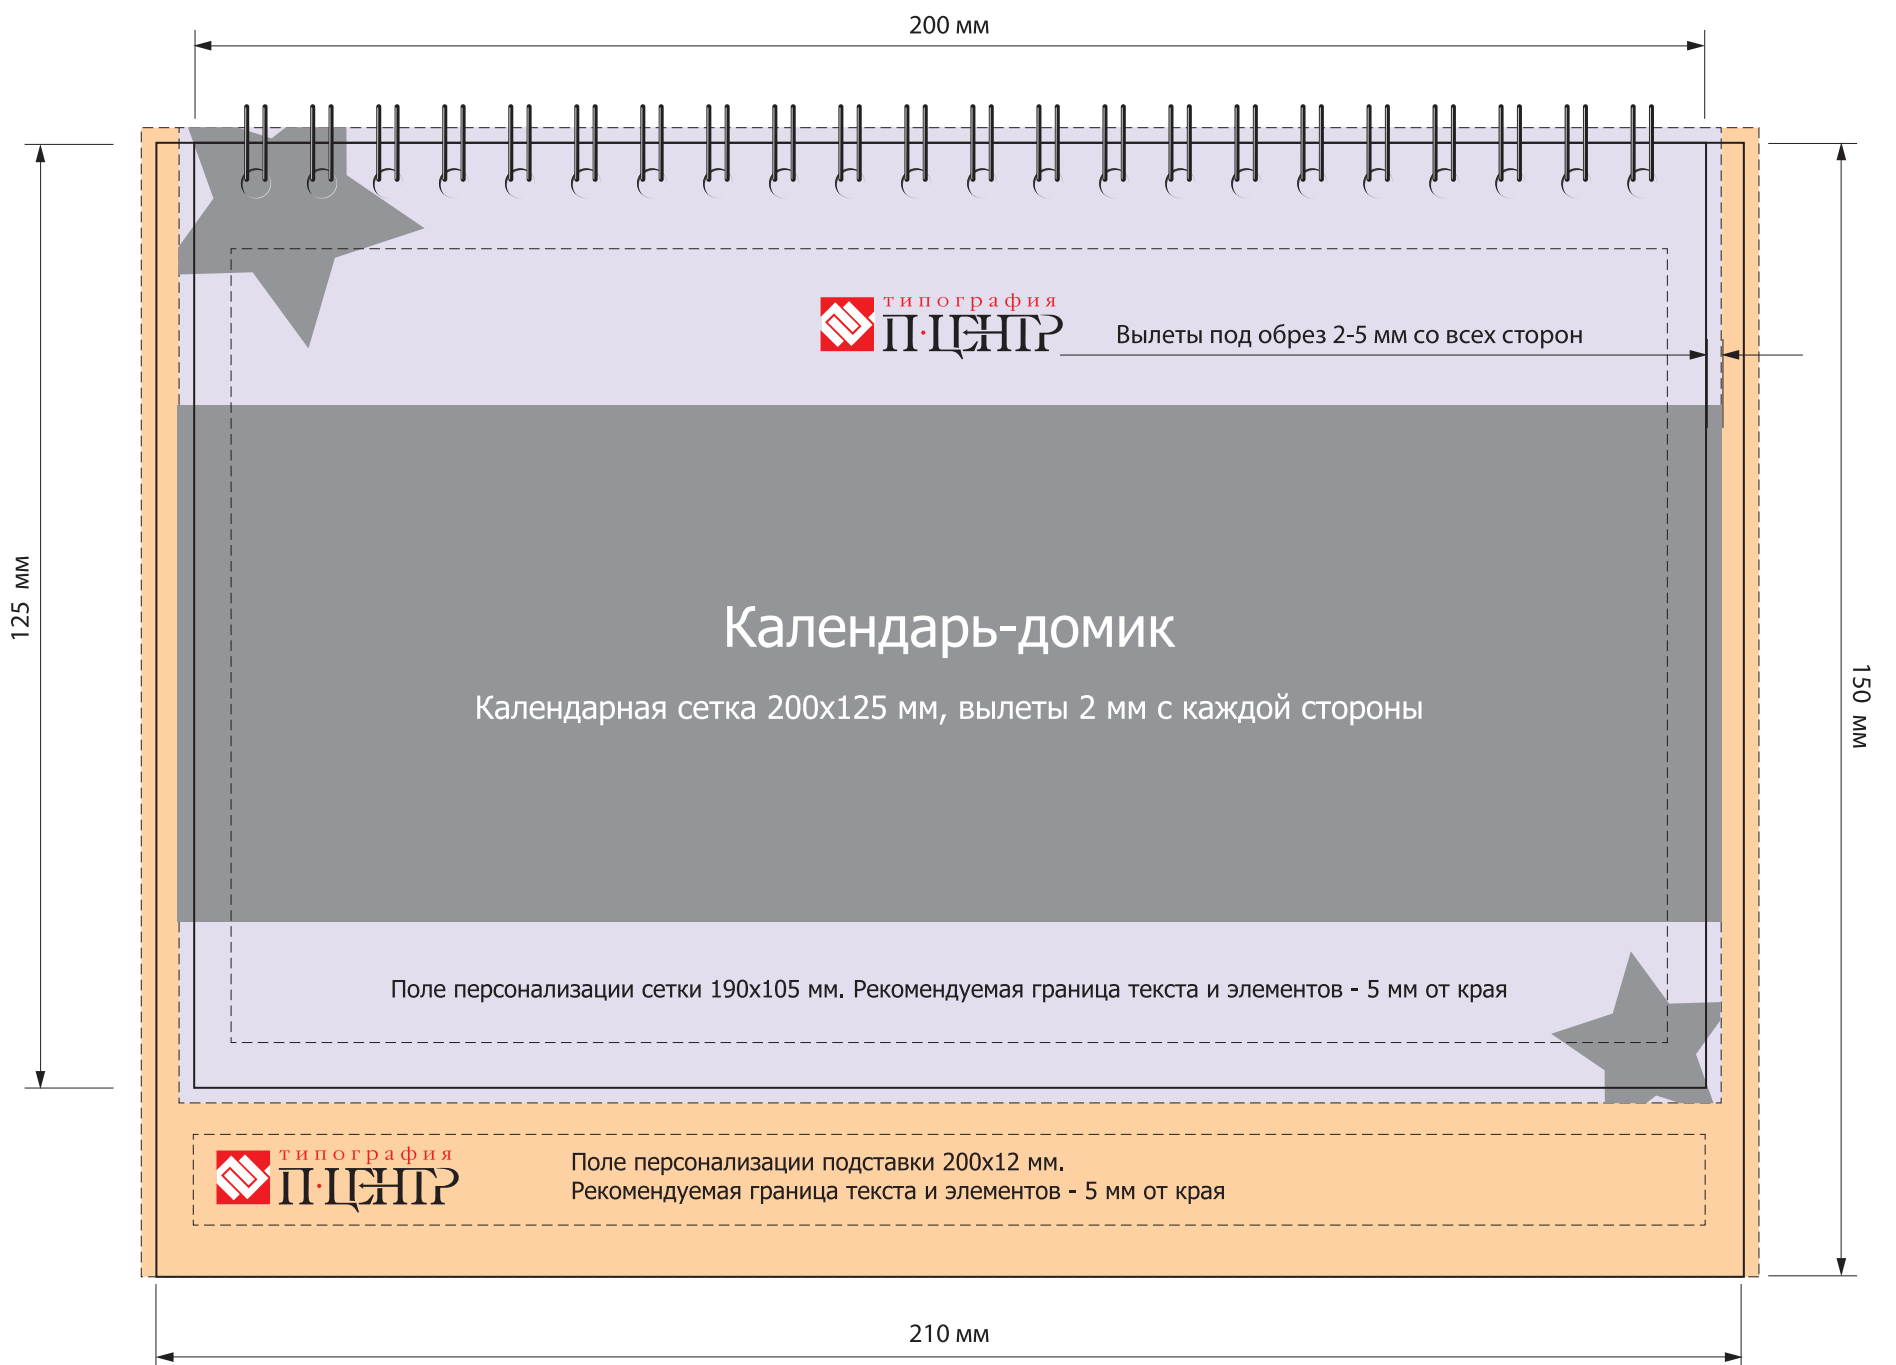 200 мм
типография
П·ЦЕНТР
Вылеты под обрез 2-5 мм со всех сторон
125 мм
Календарь-домик
Календарная сетка 200х125 мм, вылеты 2 мм с каждой стороны
150 мм
Поле персонализации сетки 190х105 мм. Рекомендуемая граница текста и элементов - 5 мм от края
типография
П·ЦЕНТР
Поле персонализации подставки 200х12 мм.
Рекомендуемая граница текста и элементов - 5 мм от края
210 мм